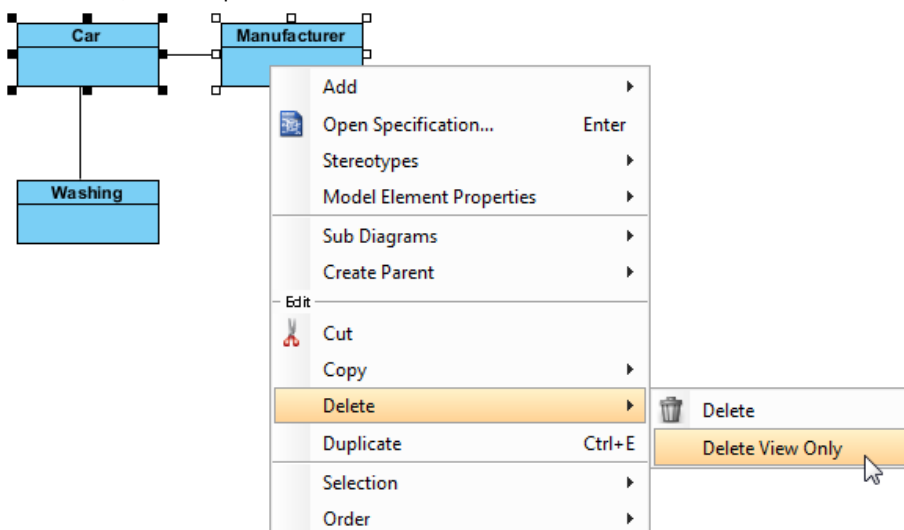 Car
Manufacturer
Washing
Add
Open Specification... Enter
Stereotypes
Model Element Properties
Sub Diagrams
Create Parent
Edit
Cut
Copy
Delete
Delete
Delete View Only
Duplicate Ctrl+E
Selection
Order